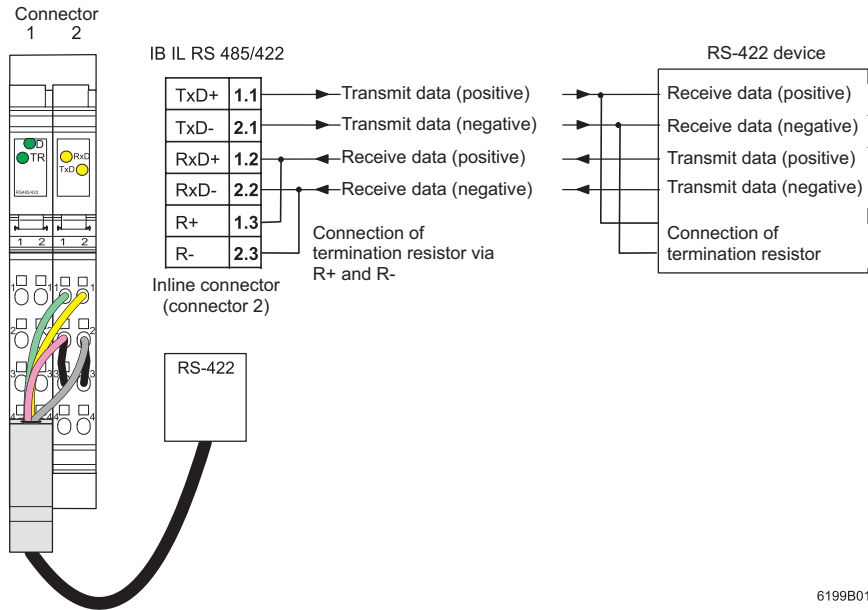 Connector
1 2
D
TR
RxD
TxD
RS485/422
1 2 1 2
1 1
2 2
3 3 3 3
4 4 4
IB IL RS 485/422
TxD+ 1.1
TxD- 2.1
RxD+ 1.2
RxD- 2.2
R+ 1.3
R- 2.3
Inline connector
(connector 2)
Transmit data (positive)
Transmit data (negative)
Receive data (positive)
Receive data (negative)
Connection of
termination resistor via
R+ and R-
RS-422 device
Receive data (positive)
Receive data (negative)
Transmit data (positive)
Transmit data (negative)
Connection of
termination resistor
RS-422
6199B01